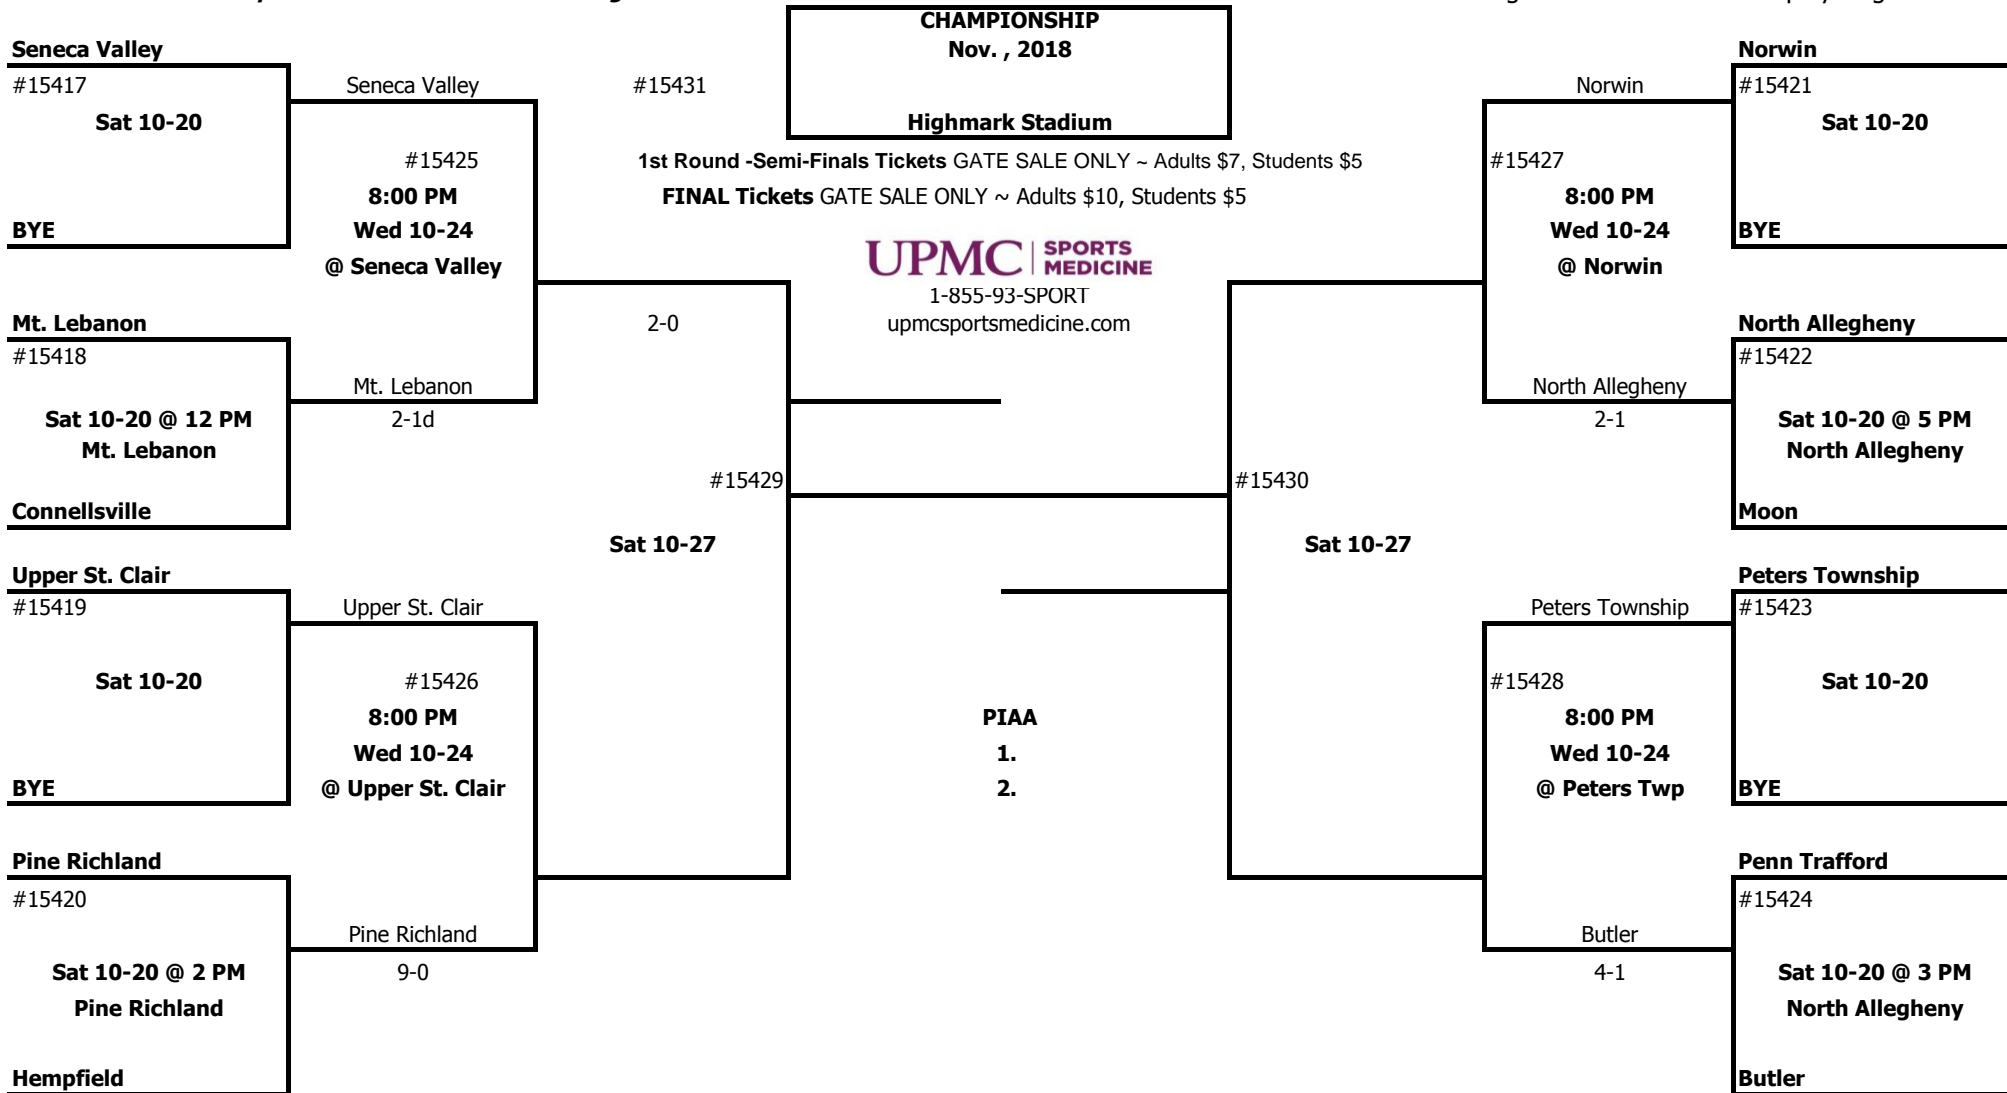 CHAMPIONSHIP
Nov. , 2018
Highmark Stadium
#15431
1st Round -Semi-Finals Tickets GATE SALE ONLY ~ Adults $7, Students $5
FINAL Tickets GATE SALE ONLY ~ Adults $10, Students $5
UPMC | SPORTS MEDICINE
1-855-93-SPORT
upmcsportsmedicine.com
Seneca Valley
#15417
Sat 10-20
BYE
Mt. Lebanon
#15418
Sat 10-20 @ 12 PM
Mt. Lebanon
Connellsville
Upper St. Clair
#15419
Sat 10-20
BYE
Pine Richland
#15420
Sat 10-20 @ 2 PM
Pine Richland
Hempfield
Seneca Valley
#15425
8:00 PM
Wed 10-24
@ Seneca Valley
Mt. Lebanon
2-1d
Upper St. Clair
#15426
8:00 PM
Wed 10-24
@ Upper St. Clair
Pine Richland
9-0
2-0
#15429
Sat 10-27
PIAA
1.
2.
#15430
Sat 10-27
Norwin
#15427
8:00 PM
Wed 10-24
@ Norwin
North Allegheny
2-1
Peters Township
#15428
8:00 PM
Wed 10-24
@ Peters Twp
Butler
4-1
Norwin
#15421
Sat 10-20
BYE
North Allegheny
#15422
Sat 10-20 @ 5 PM
North Allegheny
Moon
Peters Township
#15423
Sat 10-20
BYE
Penn Trafford
#15424
Sat 10-20 @ 3 PM
North Allegheny
Butler